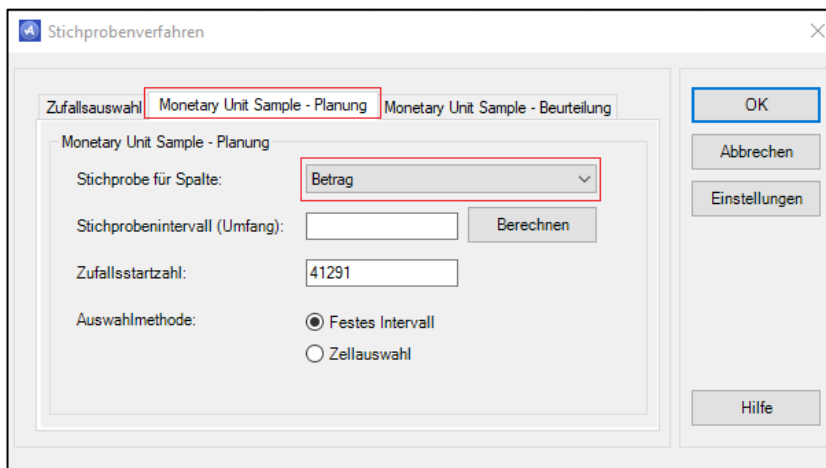 Stichprobenverfahren
Zufallsauswahl Monetary Unit Sample - Planung Monetary Unit Sample - Beurteilung
Monetary Unit Sample - Planung
Stichprobe für Spalte: Betrag
Stichprobenintervall (Umfang): Berechnen
Zufallsstartzahl: 41291
Auswahlmethode: Festes Intervall
Zellauswahl
OK
Abbrechen
Einstellungen
Hilfe